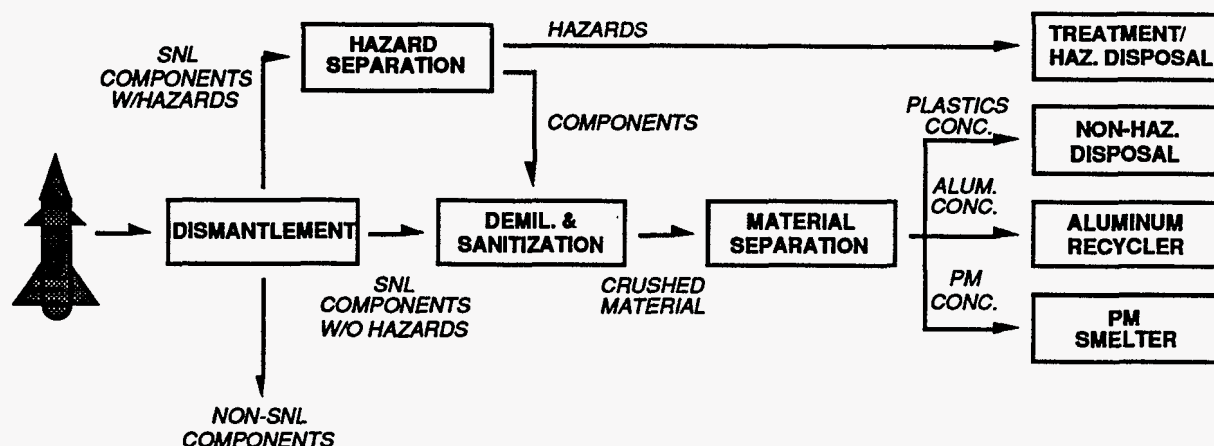 HAZARD
SEPARATION
HAZARDS
TREATMENT/
HAZ. DISPOSAL
SNL
COMPONENTS
W/HAZARDS
COMPONENTS
PLASTICS
CONC.
NON-HAZ.
DISPOSAL
DISMANTLEMENT
DEMIL. &
SANITIZATION
MATERIAL
SEPARATION
ALUM.
CONC.
ALUMINUM
RECYCLER
SNL
COMPONENTS
W/O HAZARDS
CRUSHED
MATERIAL
PM
CONC.
PM
SMELTER
NON-SNL
COMPONENTS